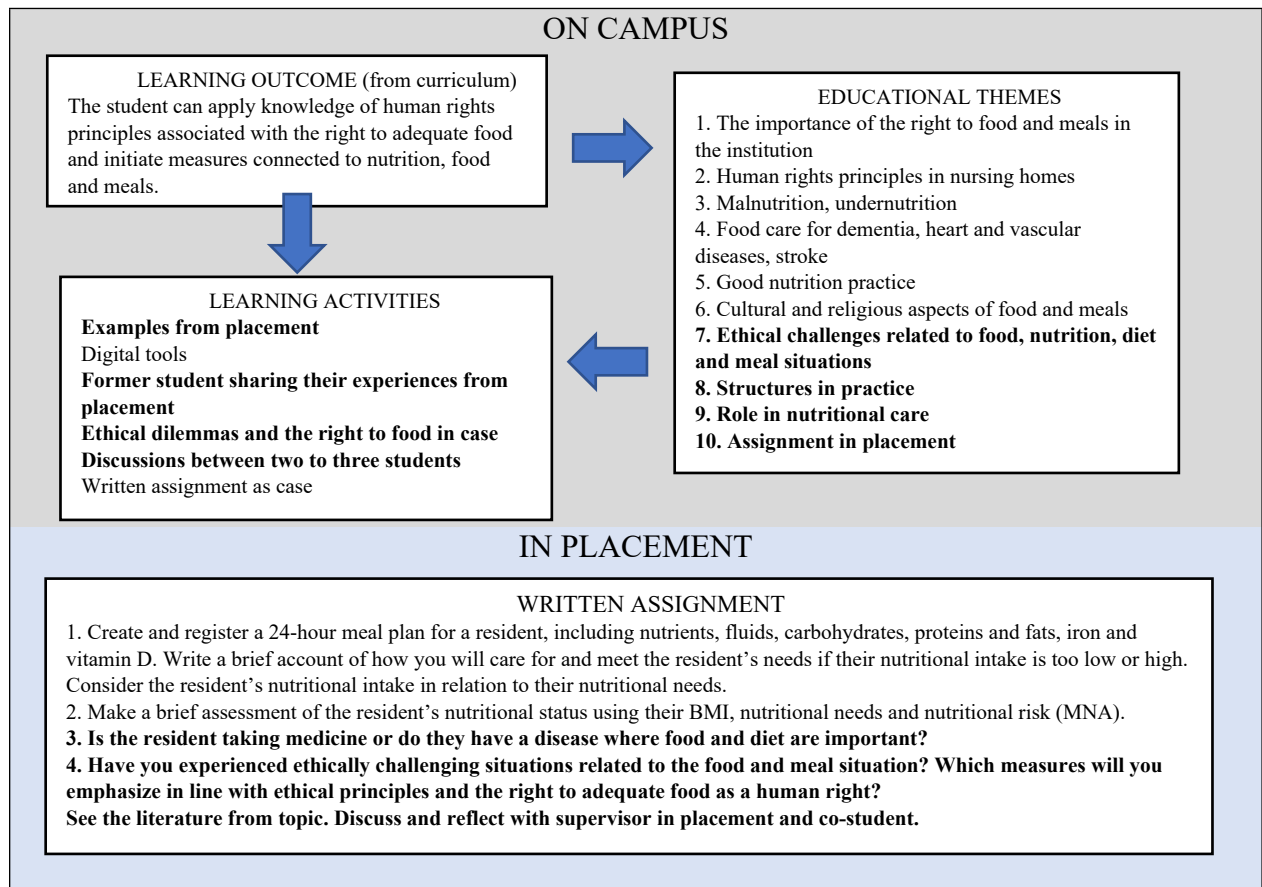 ON CAMPUS
LEARNING OUTCOME (from curriculum)
The student can apply knowledge of human rights
principles associated with the right to adequate food
and initiate measures connected to nutrition, food
and meals.
EDUCATIONAL THEMES
1. The importance of the right to food and meals in
the institution
2. Human rights principles in nursing homes
3. Malnutrition, undernutrition
4. Food care for dementia, heart and vascular
diseases, stroke
5. Good nutrition practice
6. Cultural and religious aspects of food and meals
7. Ethical challenges related to food, nutrition, diet
and meal situations
8. Structures in practice
9. Role in nutritional care
10. Assignment in placement
LEARNING ACTIVITIES
Examples from placement
Digital tools
Former student sharing their experiences from
placement
Ethical dilemmas and the right to food in case
Discussions between two to three students
Written assignment as case
IN PLACEMENT
WRITTEN ASSIGNMENT
1. Create and register a 24-hour meal plan for a resident, including nutrients, fluids, carbohydrates, proteins and fats, iron and
vitamin D. Write a brief account of how you will care for and meet the resident's needs if their nutritional intake is too low or high.
Consider the resident's nutritional intake in relation to their nutritional needs.
2. Make a brief assessment of the resident's nutritional status using their BMI, nutritional needs and nutritional risk (MNA).
3. Is the resident taking medicine or do they have a disease where food and diet are important?
4. Have you experienced ethically challenging situations related to the food and meal situation? Which measures will you
emphasize in line with ethical principles and the right to adequate food as a human right?
See the literature from topic. Discuss and reflect with supervisor in placement and co-student.